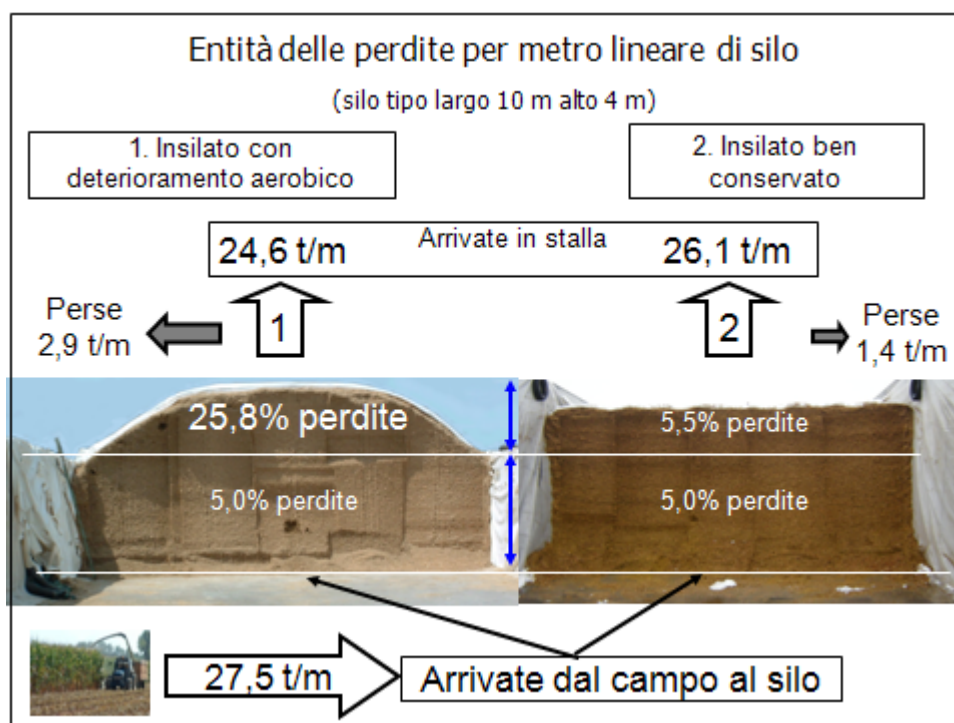 Entità delle perdite per metro lineare di silo
(silo tipo largo 10 m alto 4 m)
1. Insilato con
deterioramento aerobico
2. Insilato ben
conservato
24,6 t/m
Arrivate in stalla
26,1 t/m
Perse
2,9 t/m
1
2
Perse
1,4 t/m
25,8% perdite
5,5% perdite
5,0% perdite
5,0% perdite
27,5 t/m
Arrivate dal campo al silo